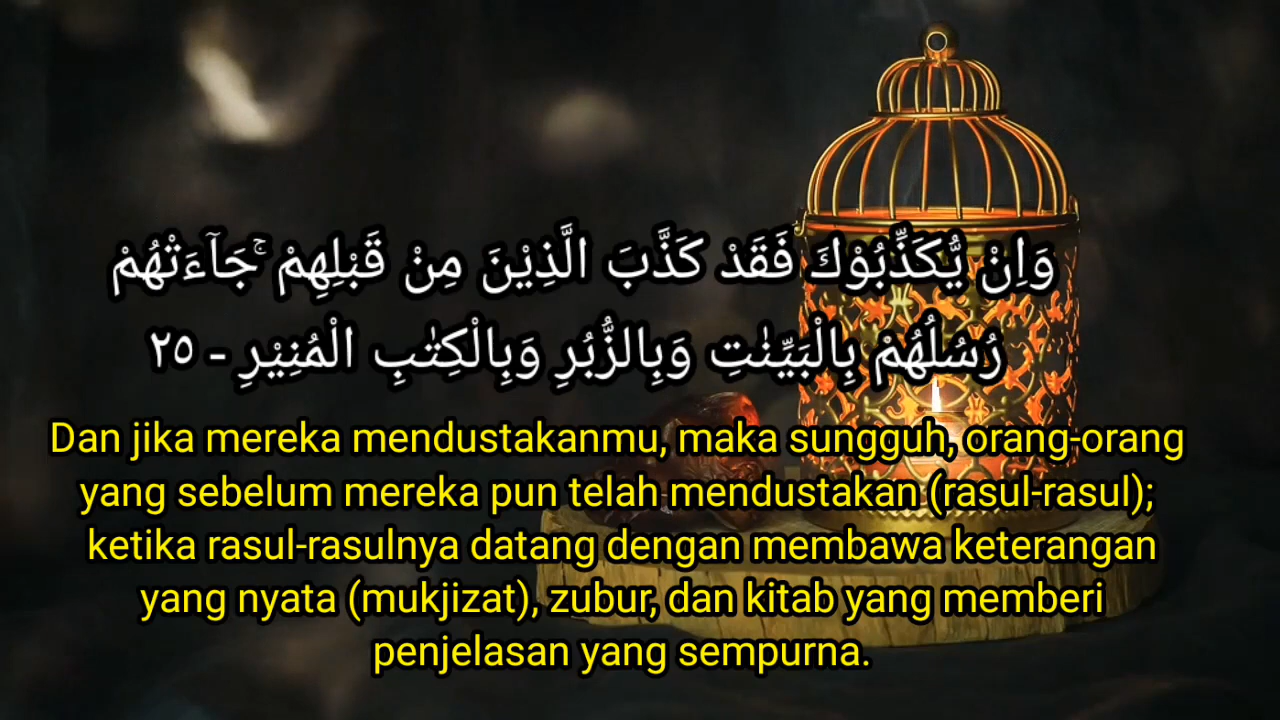 وَاِنْ يُّكَذِّبُوْكَ فَقَدْ كَذَّبَ الَّذِيْنَ مِنْ قَبْلِهِمْ ۚجَاۤءَتْهُمْ
رُسُلُهُمْ بِالْبَيِّنٰتِ وَبِالزُّبُرِ وَبِالْكِتٰبِ الْمُنِيْرِ - ٢٥
Dan jika mereka mendustakanmu, maka sungguh, orang-orang
yang sebelum mereka pun telah mendustakan (rasul-rasul);
ketika rasul-rasulnya datang dengan membawa keterangan
yang nyata (mukjizat), zubur, dan kitab yang memberi
penjelasan yang sempurna.